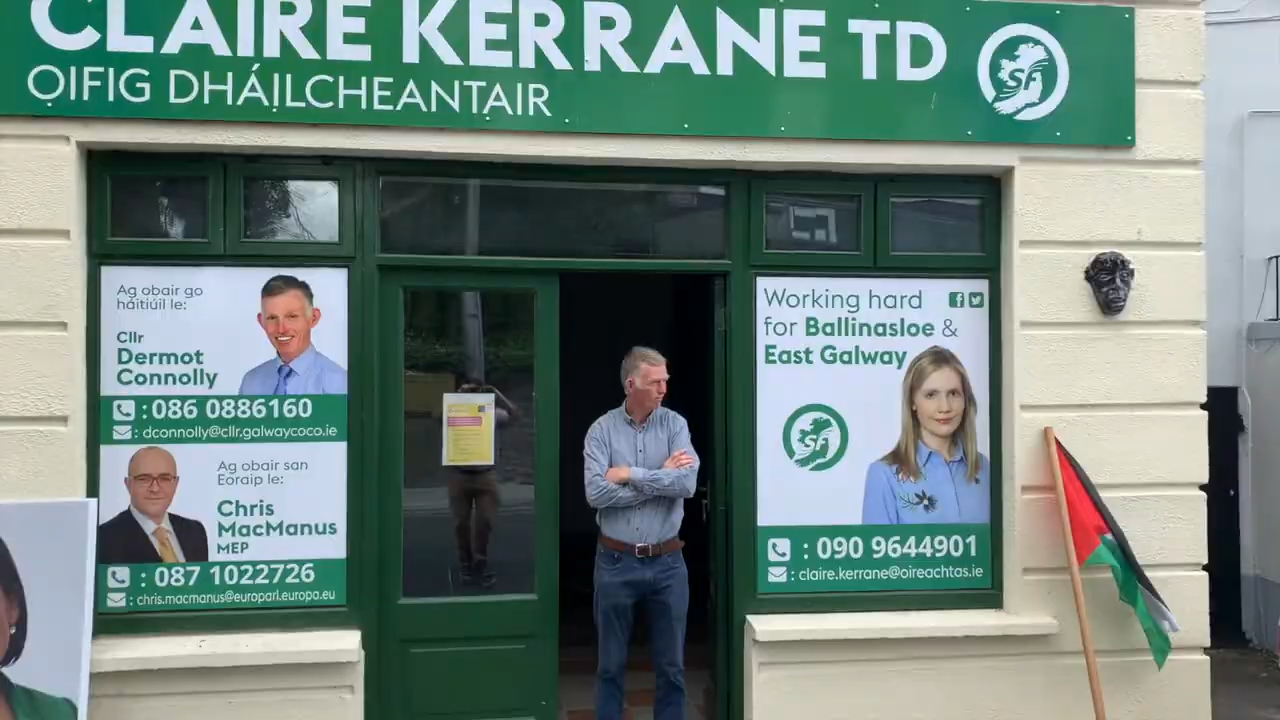 CLAIRE KERRANE TD
OIFIG DHÁILCHEANTAIR
SF
Ag obair go
háitiúil le:
Cllr
Dermot
Connolly
: 086 0886160
: dconnolly@cllr.galwaycoco.ie
Ag obair san
Eoraip le:
Chris
MacManus
MEP
: 087 1022726
: chris.macmanus@europarl.europa.eu
Working hard
for Ballinasloe &
East Galway
SF
: 090 9644901
: claire.kerrane@oireachtas.ie